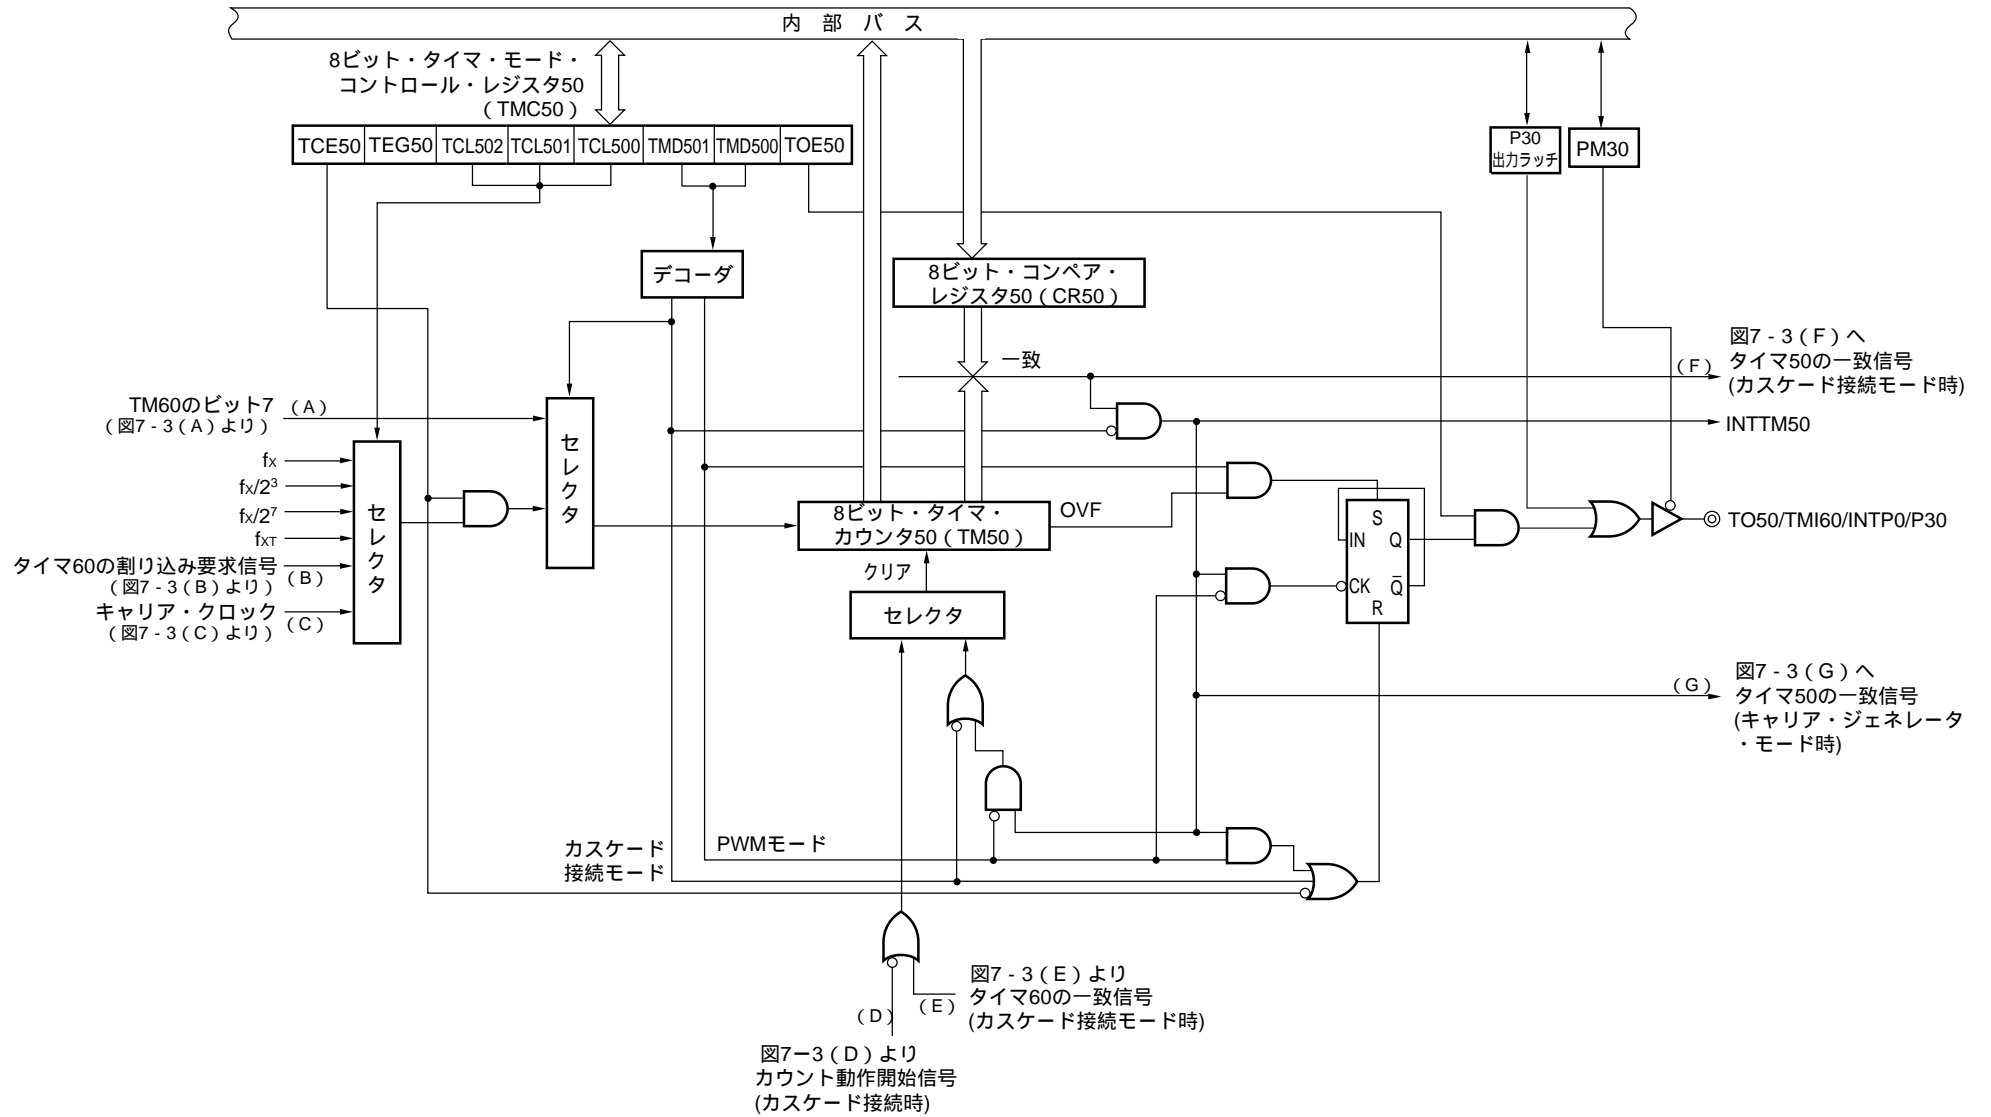 内 部 バ ス
8ビット・タイマ・モード・
コントロール・レジスタ50
（TMC50）
TCE50 TEG50 TCL502 TCL501 TCL500 TMD501 TMD500 TOE50
P30
出力ラッチ
PM30
デコーダ
8ビット・コンペア・
レジスタ50（CR50）
一致
（F）
図7-3（F）へ
タイマ50の一致信号
(カスケード接続モード時)
INTTM50
TM60のビット7
（図7-3（A）より）
（A）
セレクタ
fX
fX/2³
fX/2⁷
fXT
タイマ60の割り込み要求信号
（図7-3（B）より）
（B）
キャリア・クロック
（図7-3（C）より）
（C）
セレクタ
8ビット・タイマ・
カウンタ50（TM50）
OVF
クリア
セレクタ
S
IN Q
CK Q̅
R
TO50/TMI60/INTP0/P30
（G）
図7-3（G）へ
タイマ50の一致信号
(キャリア・ジェネレータ
・モード時)
カスケード
接続モード
PWMモード
（D）
（E）
図7-3（E）より
タイマ60の一致信号
(カスケード接続モード時)
図7ー3（D）より
カウント動作開始信号
(カスケード接続時)